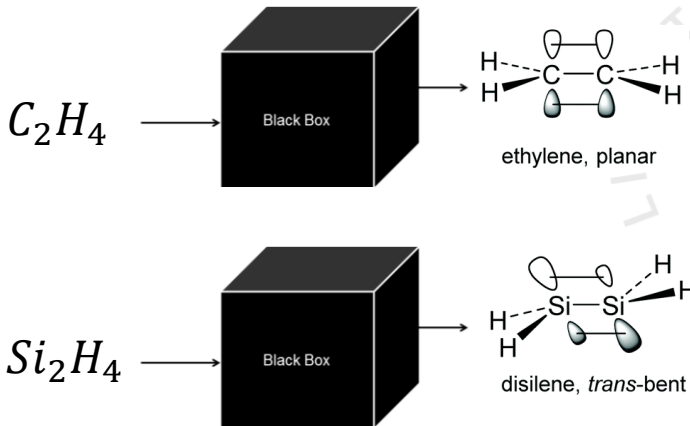 C₂H₄
Black Box
H H
C C
H H
ethylene, planar
Si₂H₄
Black Box
H
H Si Si H
H
disilene, trans-bent